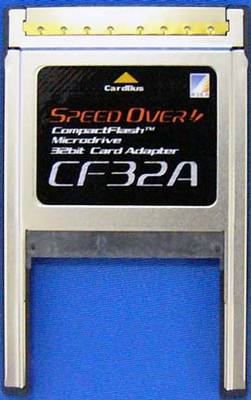 CardBus
SPEED OVER!!
CompactFlash™
Microdrive
32bit Card Adapter
CF32A